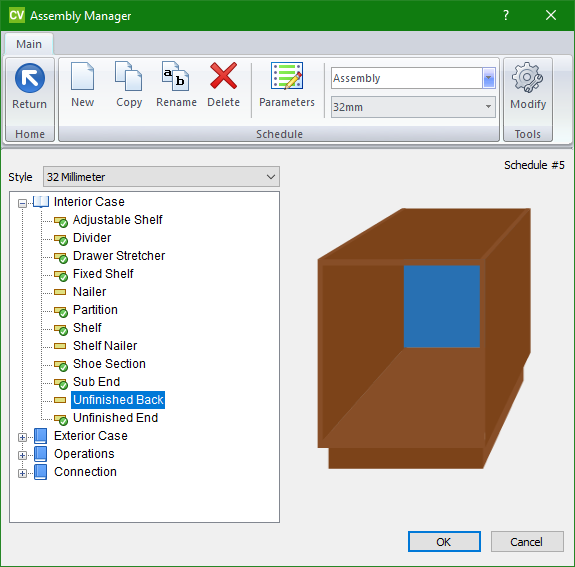 CV Assembly Manager ?
Main
Return
New Copy Rename Delete
Parameters
Assembly
32mm
Modify
Home Schedule Tools
Schedule #5
Style 32 Millimeter
Interior Case
Adjustable Shelf
Divider
Drawer Stretcher
Fixed Shelf
Nailer
Partition
Shelf
Shelf Nailer
Shoe Section
Sub End
Unfinished Back
Unfinished End
Exterior Case
Operations
Connection
OK Cancel